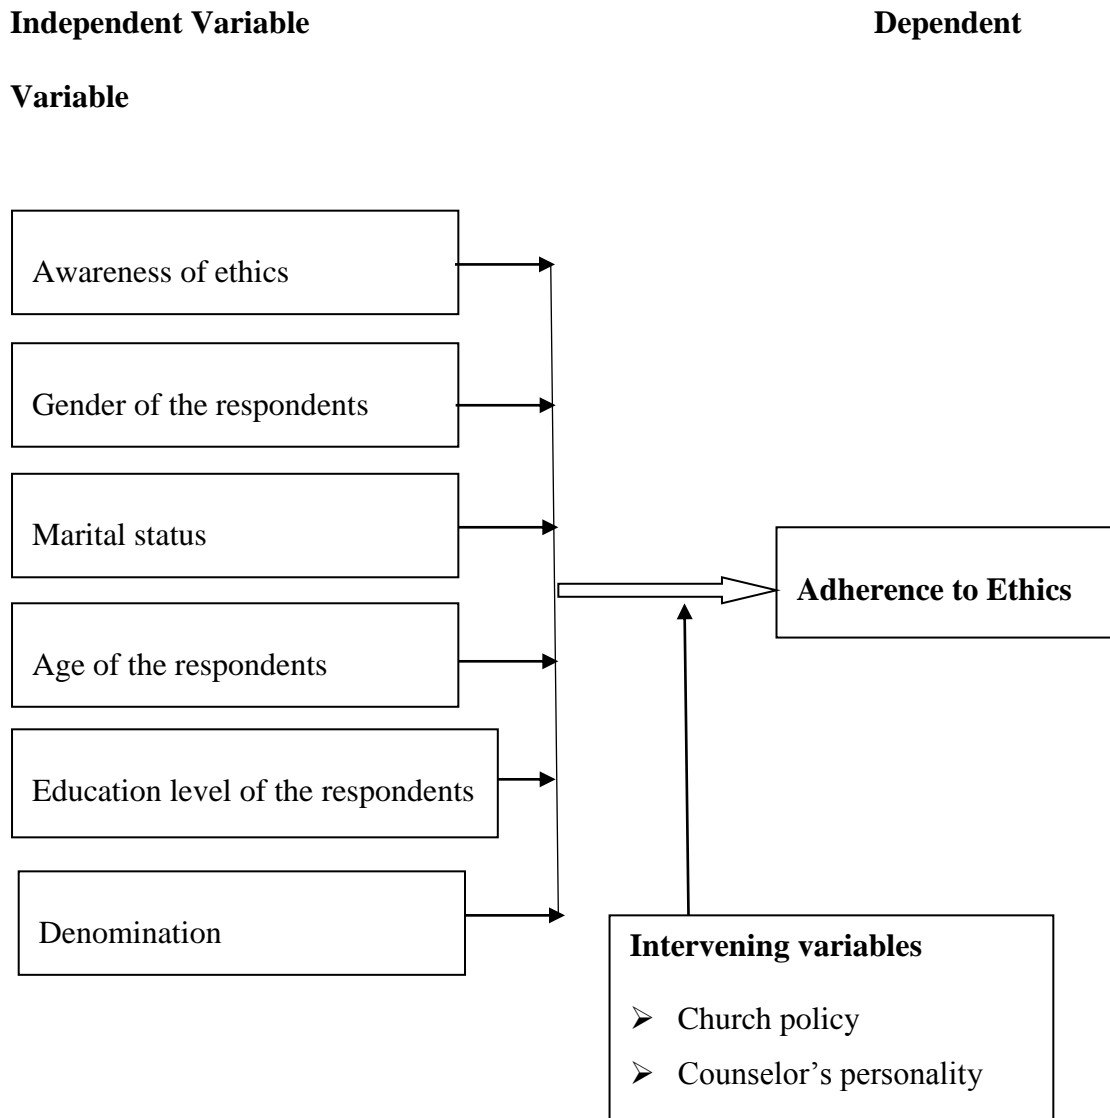 Independent Variable Dependent
Variable
Awareness of ethics
Gender of the respondents
Marital status
Adherence to Ethics
Age of the respondents
Education level of the respondents
Denomination
Intervening variables
➢ Church policy
➢ Counselor’s personality